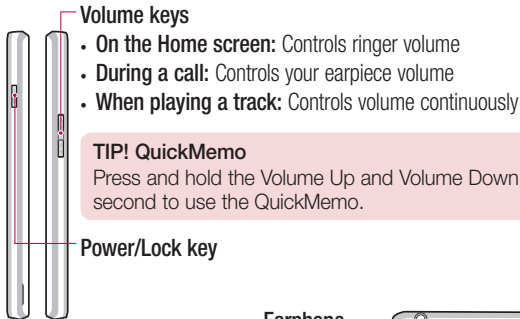 Volume keys
• On the Home screen: Controls ringer volume
• During a call: Controls your earpiece volume
• When playing a track: Controls volume continuously
TIP! QuickMemo
Press and hold the Volume Up and Volume Down
second to use the QuickMemo.
Power/Lock key
Earphone